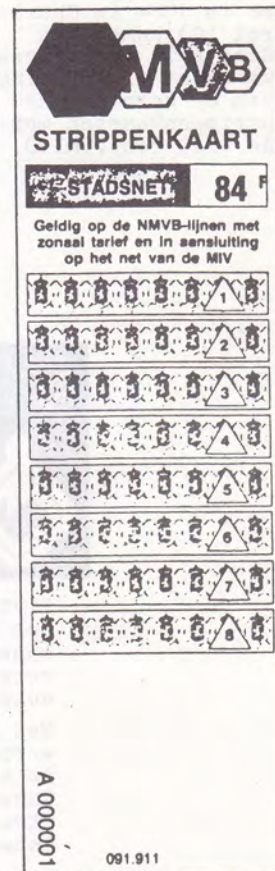 MVB
STRIPPENKAART
STADSNET 84 F
Geldig op de NMVB-lijnen met
zonaal tarief en in aansluiting
op het net van de MIV
1
2
3
4
5
6
7
8
A 000001
091.911